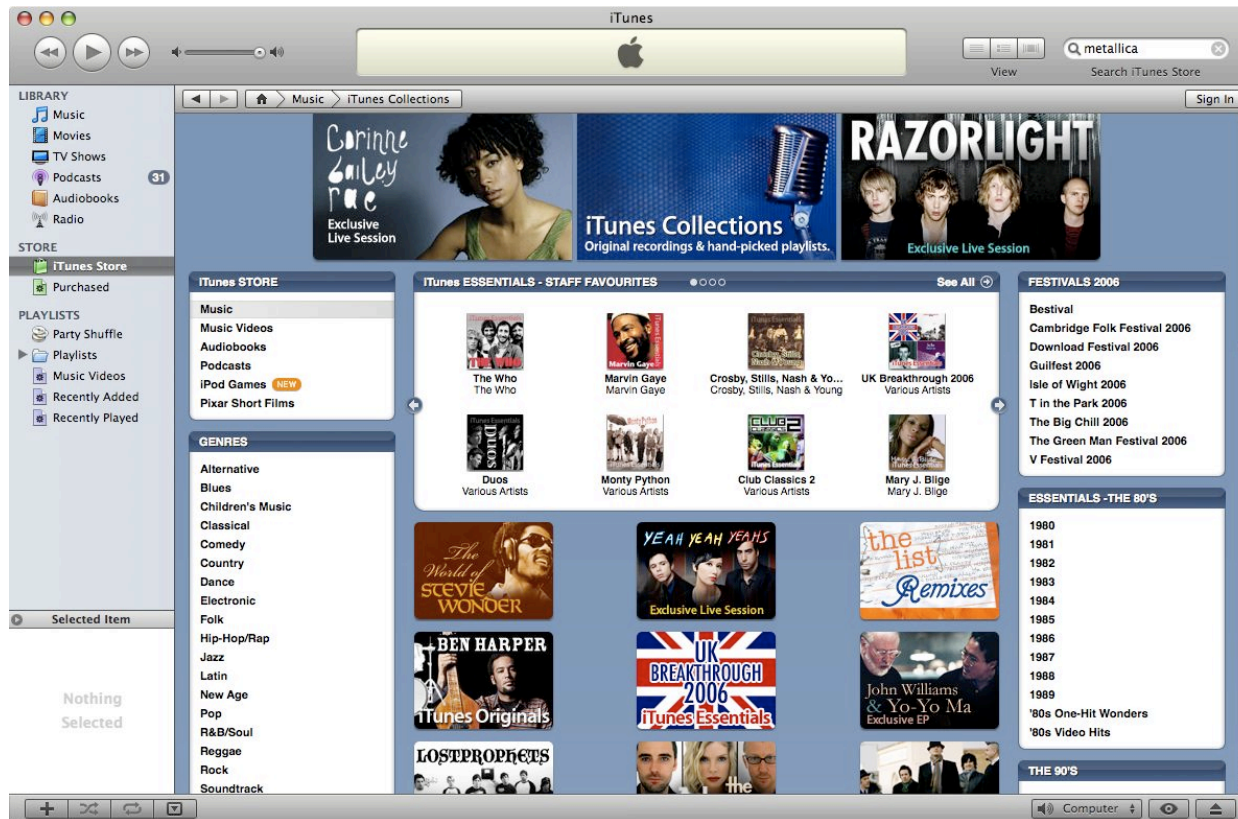 iTunes
View
metallica
Search iTunes Store
LIBRARY
Music
Movies
TV Shows
Podcasts 31
Audiobooks
Radio
STORE
iTunes Store
Purchased
PLAYLISTS
Party Shuffle
Playlists
Music Videos
Recently Added
Recently Played
Selected Item
Nothing
Selected
Music iTunes Collections
Sign In
Corinne
Bailey
rae
Exclusive
Live Session
iTunes Collections
Original recordings & hand-picked playlists.
RAZORLIGHT
Exclusive Live Session
iTunes STORE
Music
Music Videos
Audiobooks
Podcasts
iPod Games NEW
Pixar Short Films
GENRES
Alternative
Blues
Children's Music
Classical
Comedy
Country
Dance
Electronic
Folk
Hip-Hop/Rap
Jazz
Latin
New Age
Pop
R&B/Soul
Reggae
Rock
Soundtrack
iTunes ESSENTIALS - STAFF FAVOURITES
See All
The Who
The Who
Marvin Gaye
Marvin Gaye
Crosby, Stills, Nash & Yo...
Crosby, Stills, Nash & Young
UK Breakthrough 2006
Various Artists
Duos
Various Artists
Monty Python
Various Artists
Club Classics 2
Various Artists
Mary J. Blige
Mary J. Blige
The
World of
STEVIE
WONDER
YEAH YEAH YEAHS
Exclusive Live Session
the
list
Remixes
BEN HARPER
iTunes Originals
UK
BREAKTHROUGH
2006
iTunes Essentials
John Williams
& Yo-Yo Ma
Exclusive EP
LOSTPROPHETS
the
FESTIVALS 2006
Bestival
Cambridge Folk Festival 2006
Download Festival 2006
Guilfest 2006
Isle of Wight 2006
T in the Park 2006
The Big Chill 2006
The Green Man Festival 2006
V Festival 2006
ESSENTIALS -THE 80'S
1980
1981
1982
1983
1984
1985
1986
1987
1988
1989
'80s One-Hit Wonders
'80s Video Hits
THE 90'S
Computer